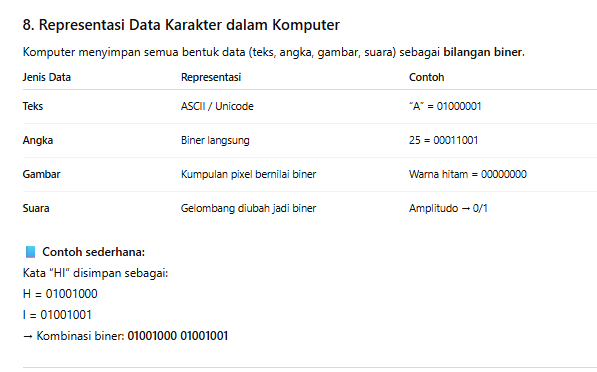 8. Representasi Data Karakter dalam Komputer
Komputer menyimpan semua bentuk data (teks, angka, gambar, suara) sebagai bilangan biner.
Jenis Data Representasi Contoh
Teks ASCII / Unicode "A" = 01000001
Angka Biner langsung 25 = 00011001
Gambar Kumpulan pixel bernilai biner Warna hitam = 00000000
Suara Gelombang diubah jadi biner Amplitudo → 0/1
Contoh sederhana:
Kata "HI" disimpan sebagai:
H = 01001000
I = 01001001
→ Kombinasi biner: 01001000 01001001